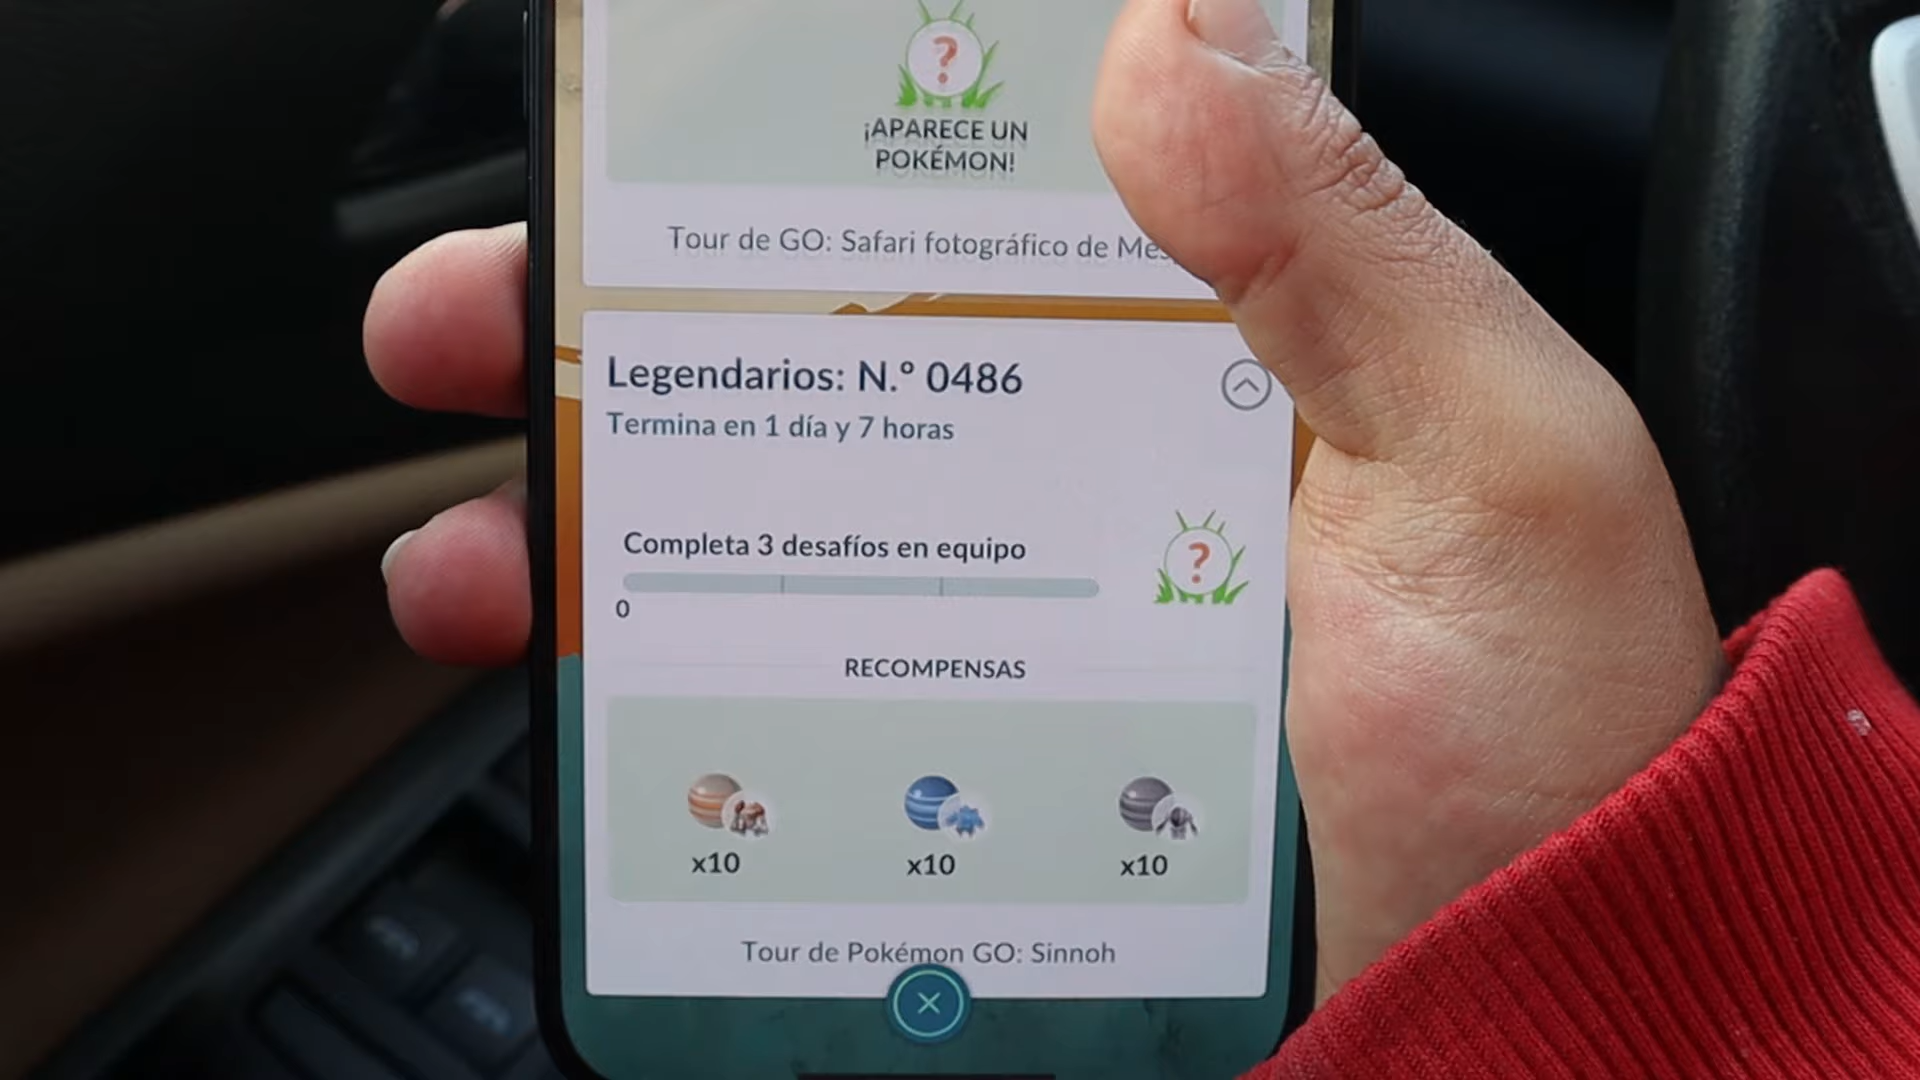 ?
¡APARECE UN
POKÉMON!
Tour de GO: Safari fotográfico de
Legendarios: N.º 0486
Termina en 1 día y 7 horas
Completa 3 desafíos en equipo
?
0
RECOMPENSAS
x10 x10 x10
Tour de Pokémon GO: Sinnoh